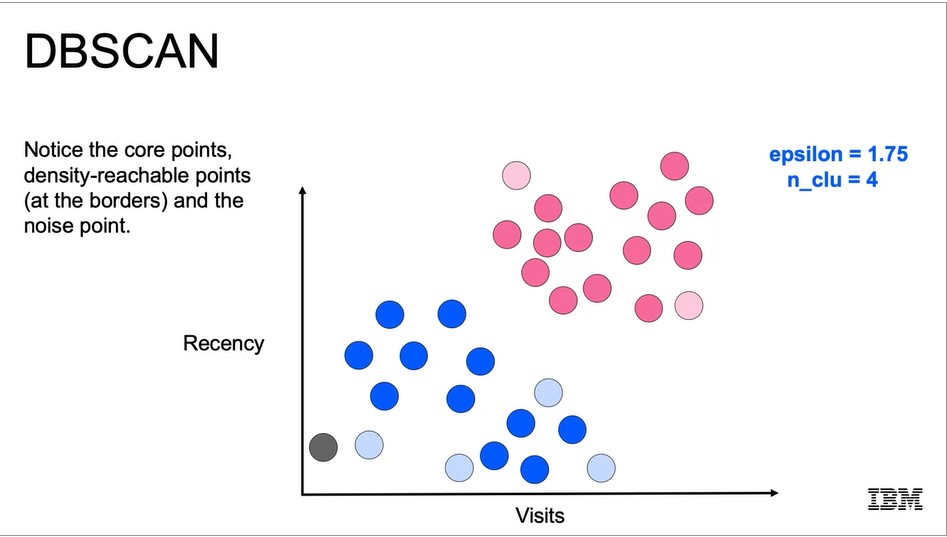 DBSCAN
Notice the core points,
density-reachable points
(at the borders) and the
noise point.
epsilon = 1.75
n_clu = 4
Recency
Visits
IBM